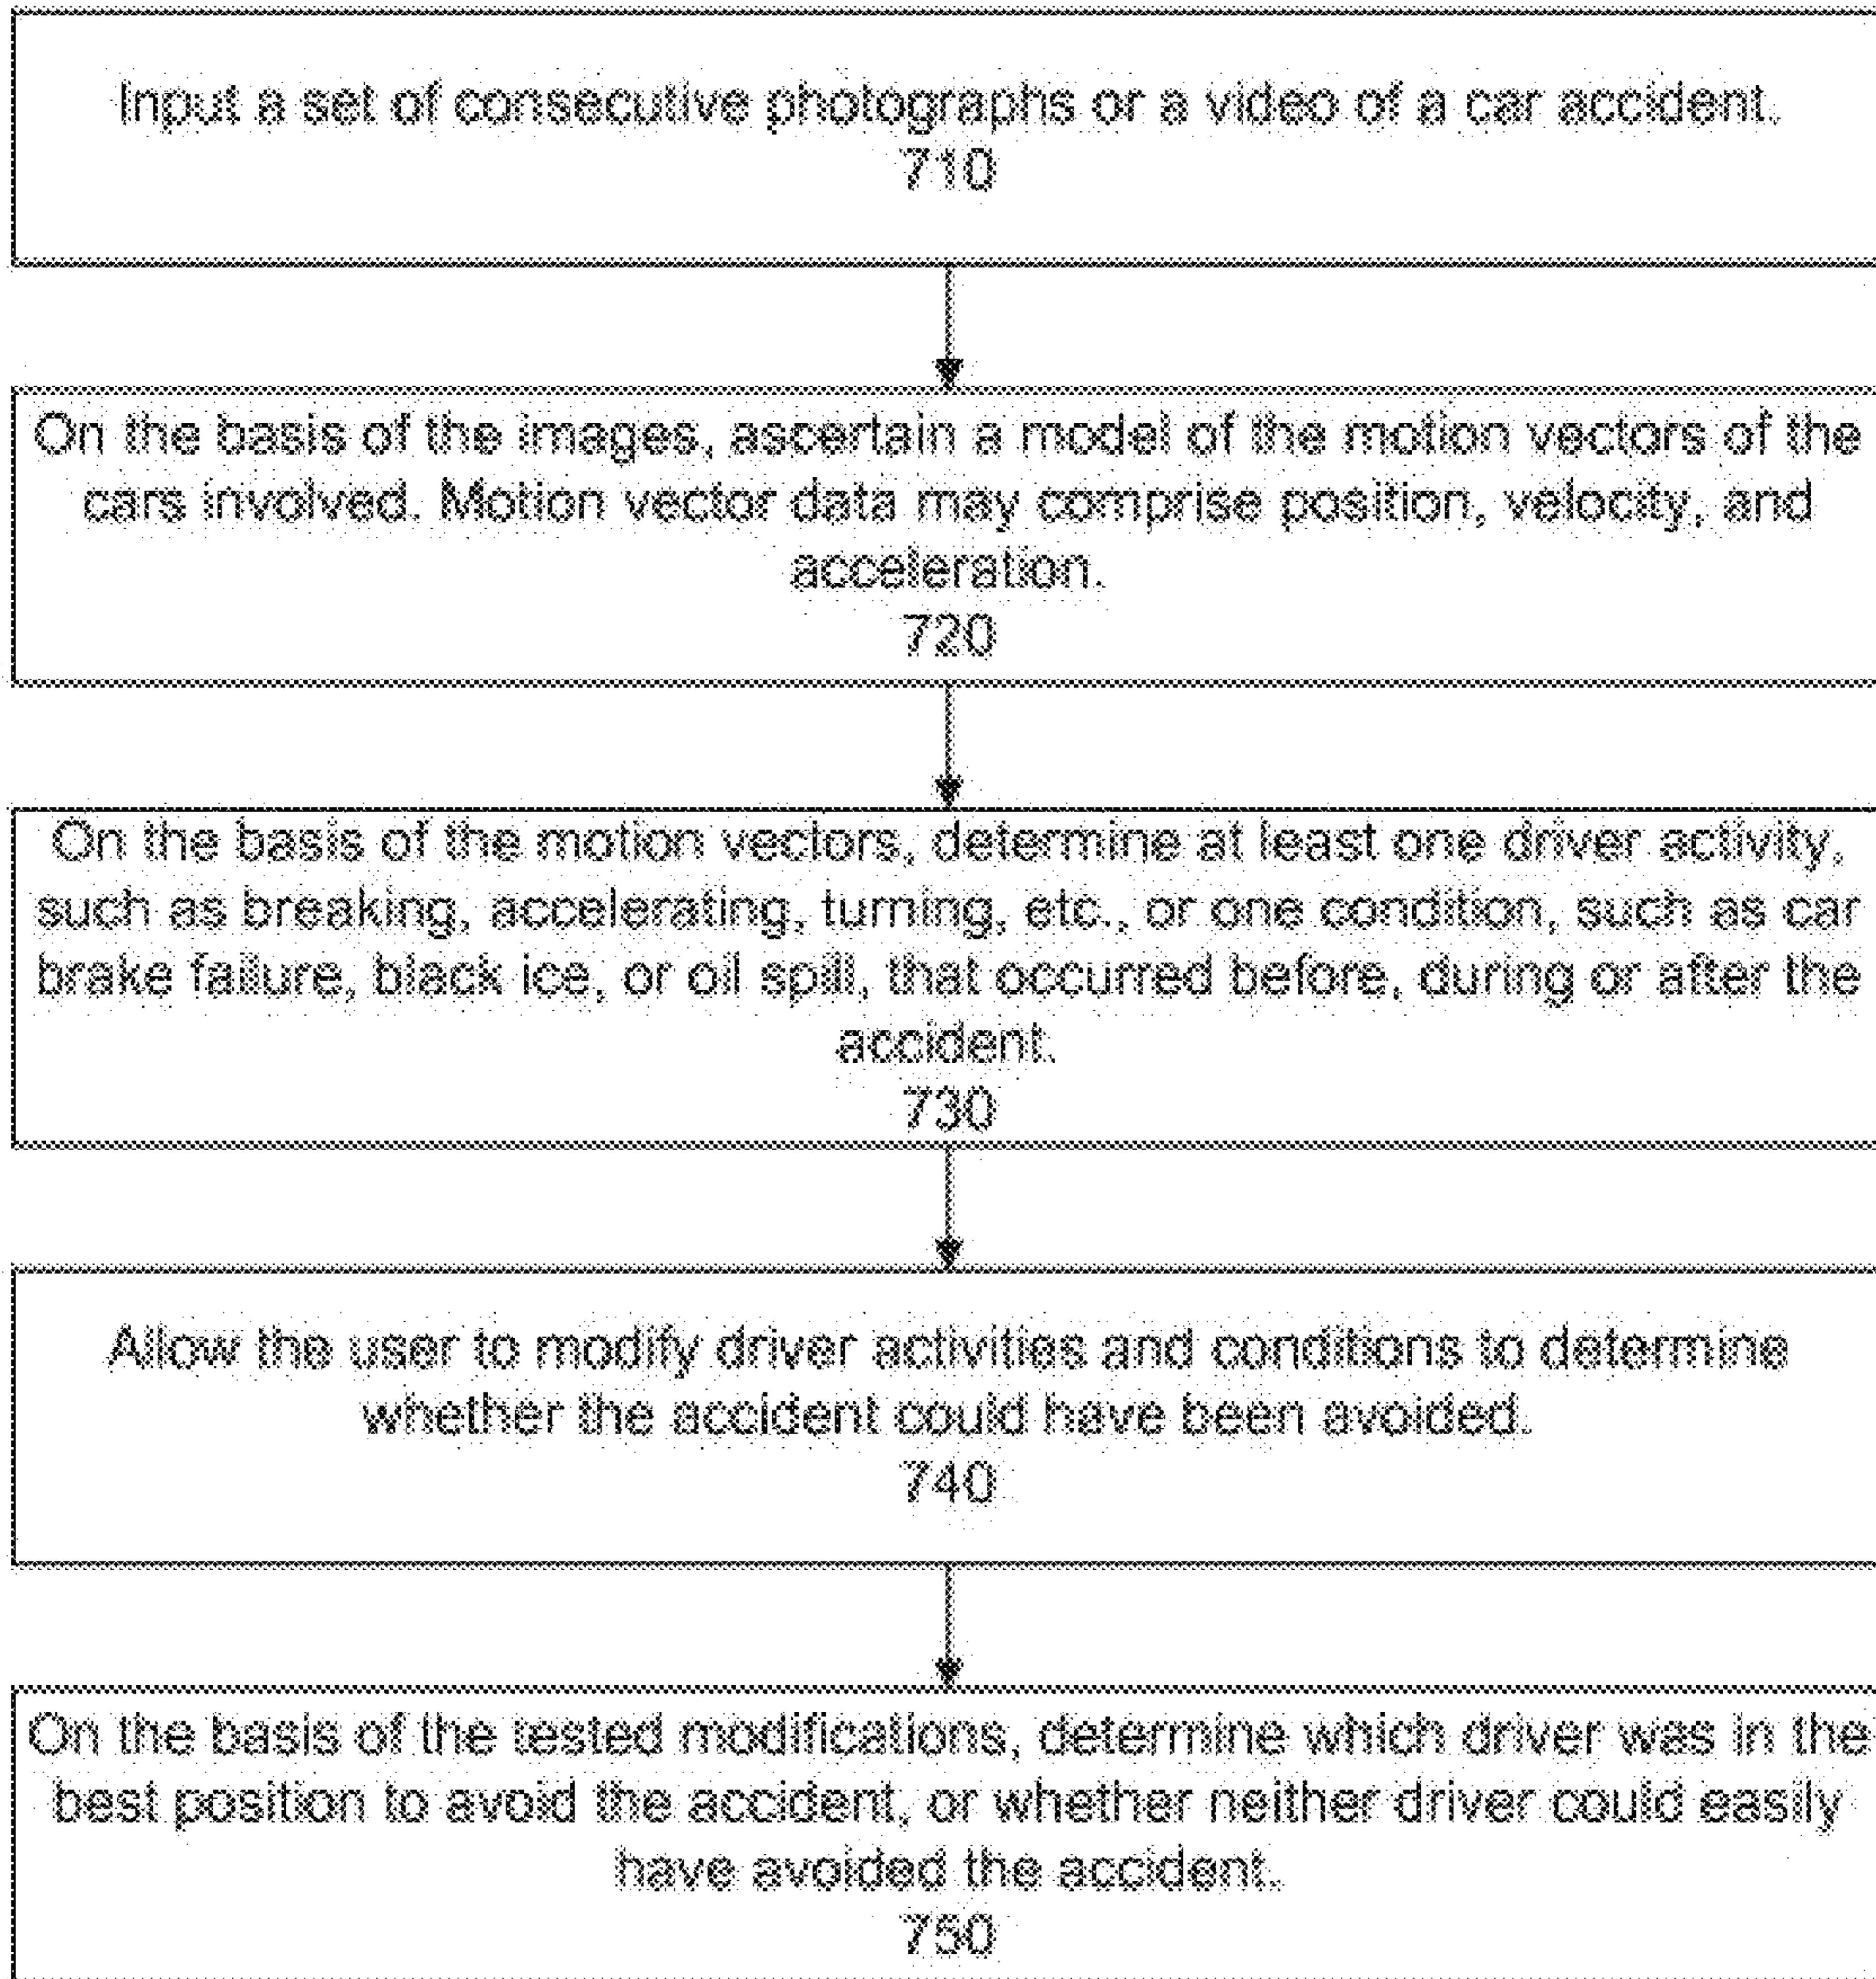 Input a set of consecutive photographs or a video of a car accident.
710
On the basis of the images, ascertain a model of the motion vectors of the
cars involved. Motion vector data may comprise position, velocity, and
acceleration.
720
On the basis of the motion vectors, determine at least one driver activity,
such as breaking, accelerating, turning, etc., or one condition, such as car
brake failure, black ice, or oil spill, that occurred before, during or after the
accident.
730
Allow the user to modify driver activities and conditions to determine
whether the accident could have been avoided.
740
On the basis of the tested modifications, determine which driver was in the
best position to avoid the accident, or whether neither driver could easily
have avoided the accident.
750